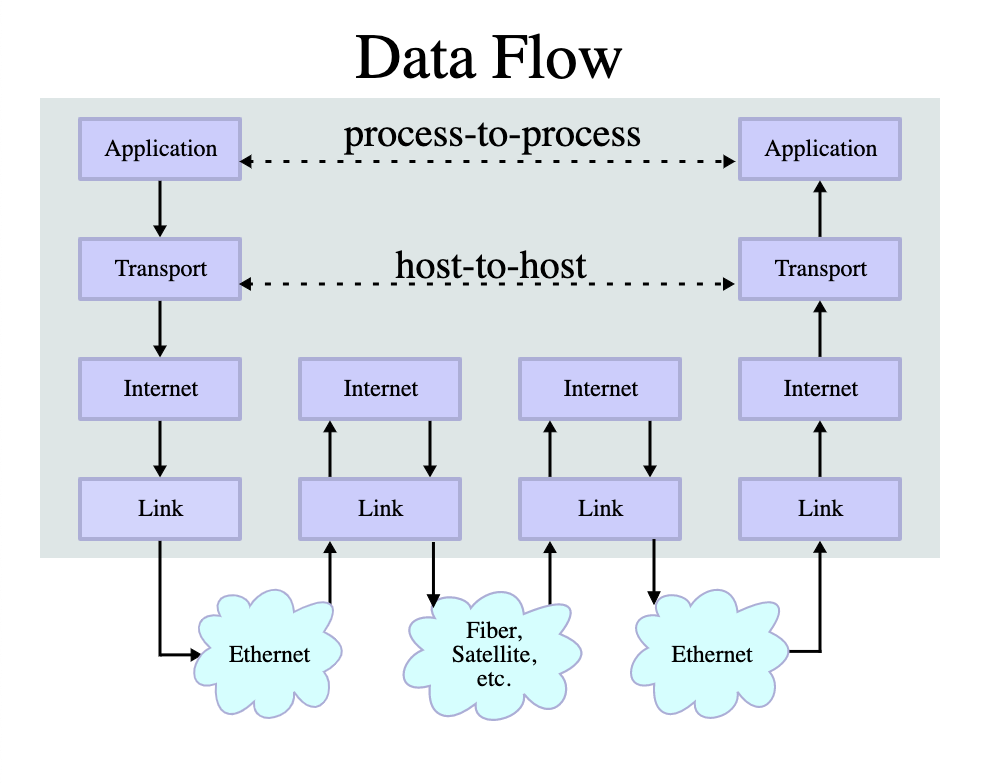 Data Flow
process-to-process
Application
Application
host-to-host
Transport
Transport
Internet
Internet
Internet
Internet
Link
Link
Link
Link
Ethernet
Fiber,
Satellite,
etc.
Ethernet